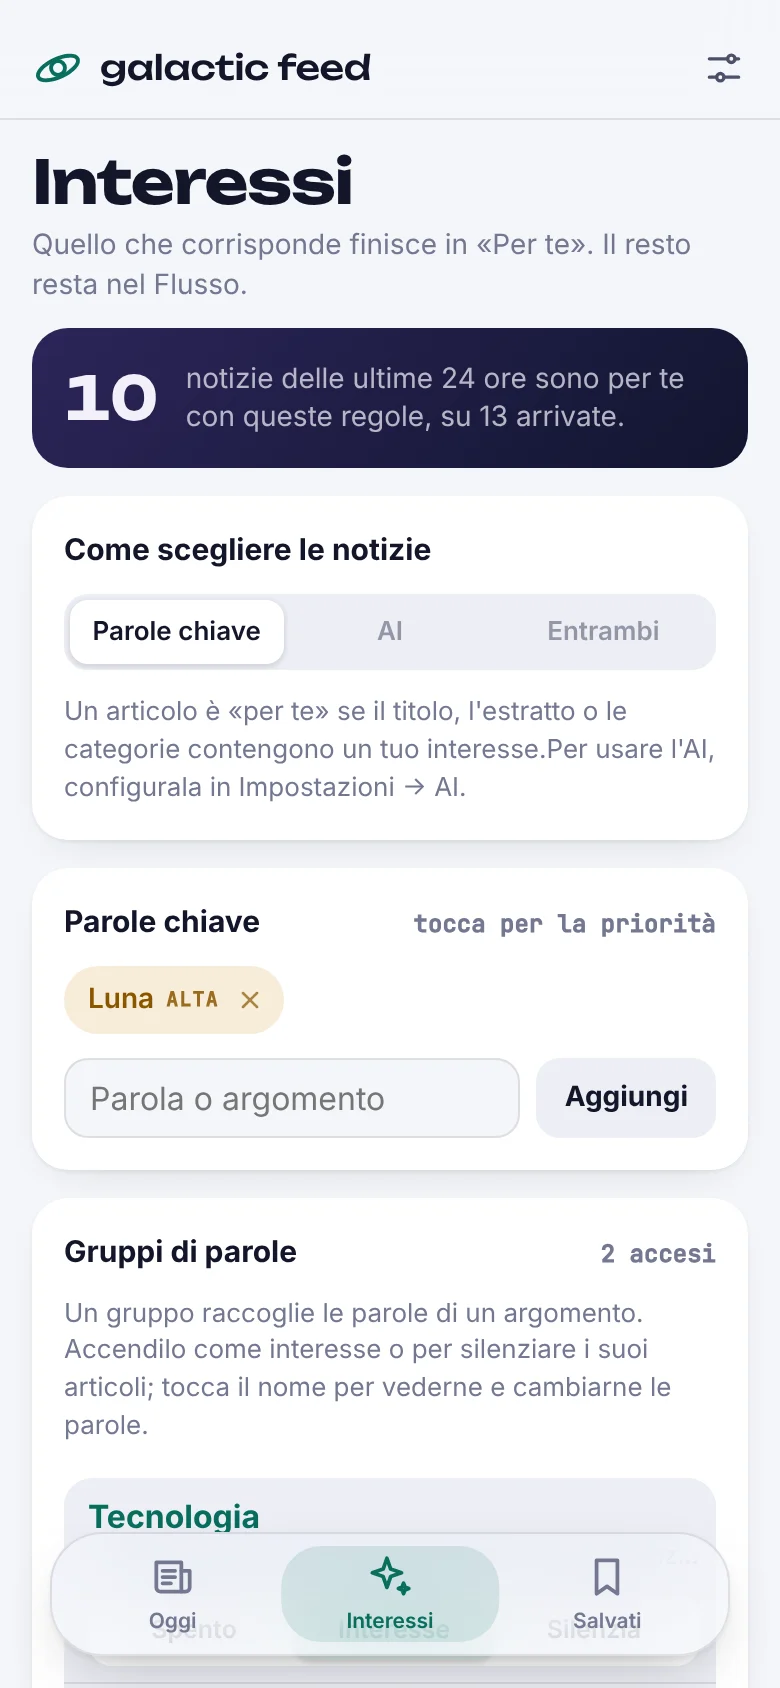 galactic feed
Interessi
Quello che corrisponde finisce in «Per te». Il resto
resta nel Flusso.
10
notizie delle ultime 24 ore sono per te
con queste regole, su 13 arrivate.
Come scegliere le notizie
Parole chiave
AI
Entrambi
Un articolo è «per te» se il titolo, l'estratto o le
categorie contengono un tuo interesse.Per usare l'AI,
configurala in Impostazioni → AI.
Parole chiave
tocca per la priorità
Luna ALTA ×
Parola o argomento
Aggiungi
Gruppi di parole
2 accesi
Un gruppo raccoglie le parole di un argomento.
Accendilo come interesse o per silenziare i suoi
articoli; tocca il nome per vederne e cambiarne le
parole.
Tecnologia
Spento
Interesse
Silenzia
Oggi
Interessi
Salvati